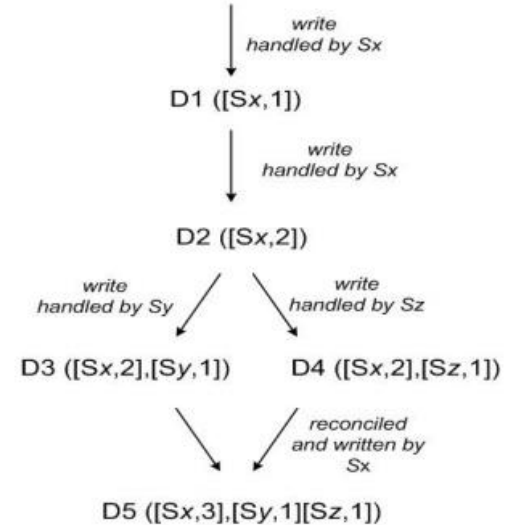 write
handled by Sx
D1 ([Sx,1])
write
handled by Sx
D2 ([Sx,2])
write
handled by Sy
write
handled by Sz
D3 ([Sx,2],[Sy,1])
D4 ([Sx,2],[Sz,1])
reconciled
and written by
Sx
D5 ([Sx,3],[Sy,1][Sz,1])